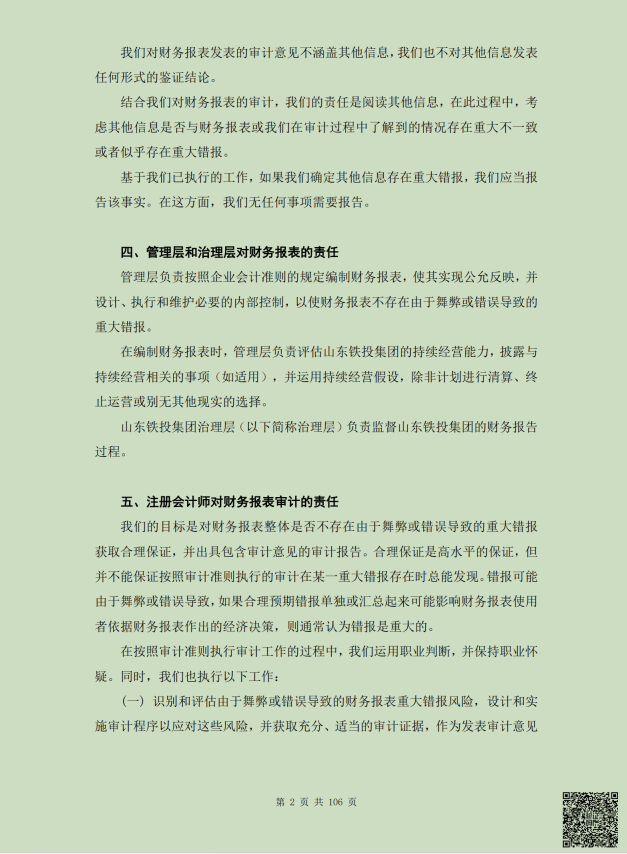 我们对财务报表发表的审计意见不涵盖其他信息，我们也不对其他信息发表
任何形式的鉴证结论。
结合我们对财务报表的审计，我们的责任是阅读其他信息，在此过程中，考
虑其他信息是否与财务报表或我们在审计过程中了解到的情况存在重大不一致
或者似乎存在重大错报。
基于我们已执行的工作，如果我们确定其他信息存在重大错报，我们应当报
告该事实。在这方面，我们无任何事项需要报告。
四、管理层和治理层对财务报表的责任
管理层负责按照企业会计准则的规定编制财务报表，使其实现公允反映，并
设计、执行和维护必要的内部控制，以使财务报表不存在由于舞弊或错误导致的
重大错报。
在编制财务报表时，管理层负责评估山东铁投集团的持续经营能力，披露与
持续经营相关的事项（如适用），并运用持续经营假设，除非计划进行清算、终
止运营或别无其他现实的选择。
山东铁投集团治理层（以下简称治理层）负责监督山东铁投集团的财务报告
过程。
五、注册会计师对财务报表审计的责任
我们的目标是对财务报表整体是否不存在由于舞弊或错误导致的重大错报
获取合理保证，并出具包含审计意见的审计报告。合理保证是高水平的保证，但
并不能保证按照审计准则执行的审计在某一重大错报存在时总能发现。错报可能
由于舞弊或错误导致，如果合理预期错报单独或汇总起来可能影响财务报表使用
者依据财务报表作出的经济决策，则通常认为错报是重大的。
在按照审计准则执行审计工作的过程中，我们运用职业判断，并保持职业怀
疑。同时，我们也执行以下工作：
(一) 识别和评估由于舞弊或错误导致的财务报表重大错报风险，设计和实
施审计程序以应对这些风险，并获取充分、适当的审计证据，作为发表审计意见
第 2 页 共 106 页